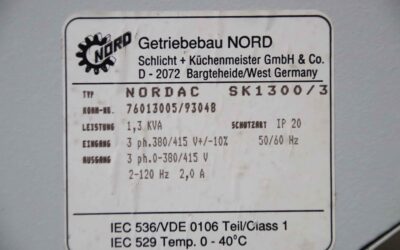 NORD
Getriebebau NORD
Schlicht + Küchenmeister GmbH & Co.
D - 2072 Bargteheide/West Germany
TYP NORDAC SK1300/3
KOMM-NR. 76013005/93048
LEISTUNG 1,3 KVA SCHUTZART IP 20
EINGANG 3 ph.380/415 V+/-10% 50/60 Hz
AUSGANG 3 ph.0-380/415 V
2-120 Hz 2,0 A
IEC 536/VDE 0106 Teil/Class 1
IEC 529 Temp. 0 - 40°C